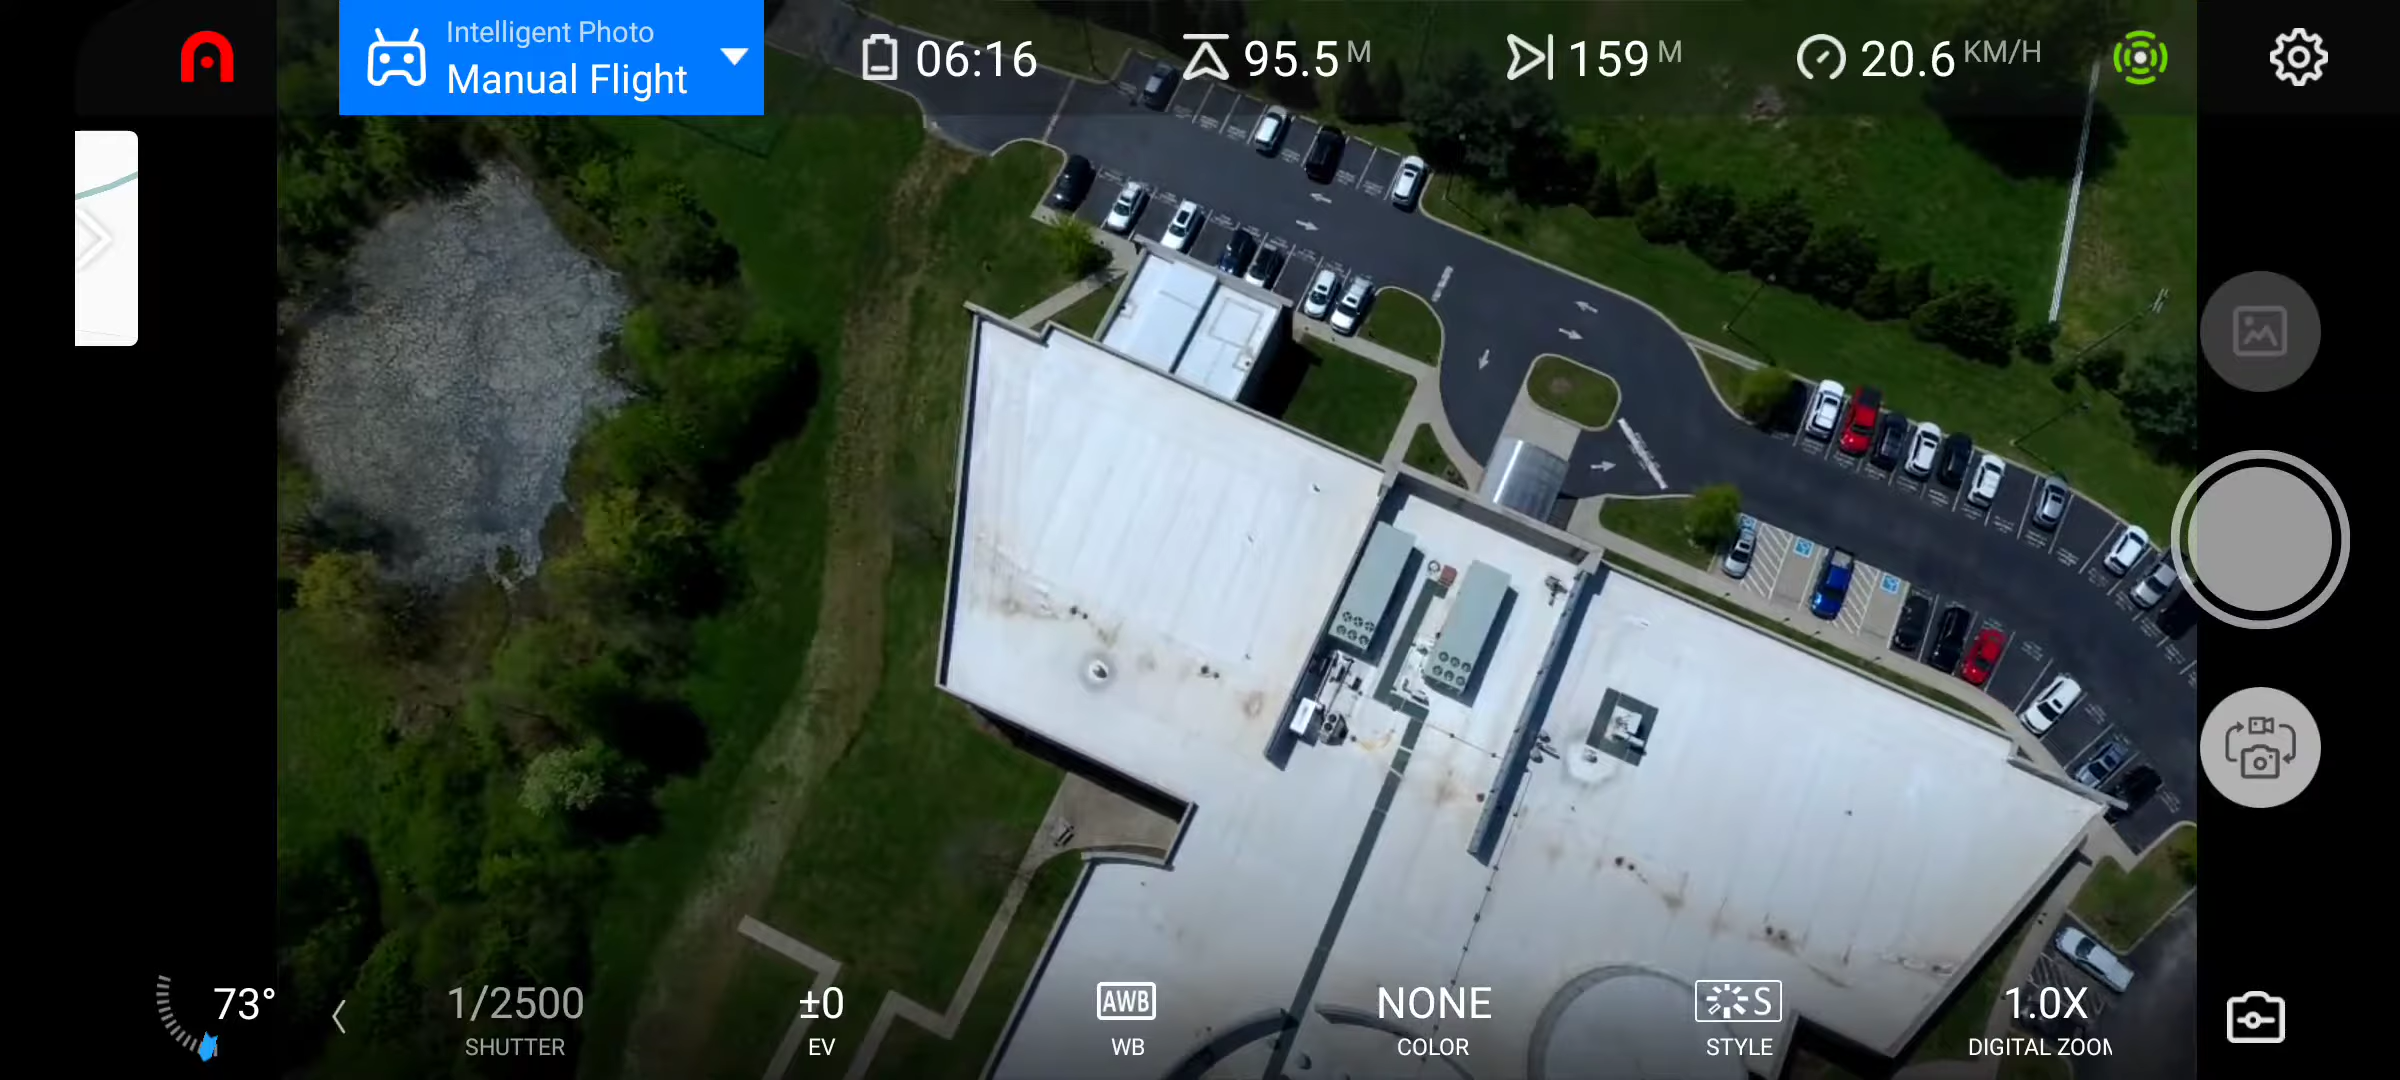 Intelligent Photo
Manual Flight
06:16
95.5 M
159 M
20.6 KM/H
73°
1/2500
SHUTTER
±0
EV
AWB
WB
NONE
COLOR
S
STYLE
1.0X
DIGITAL ZOOM